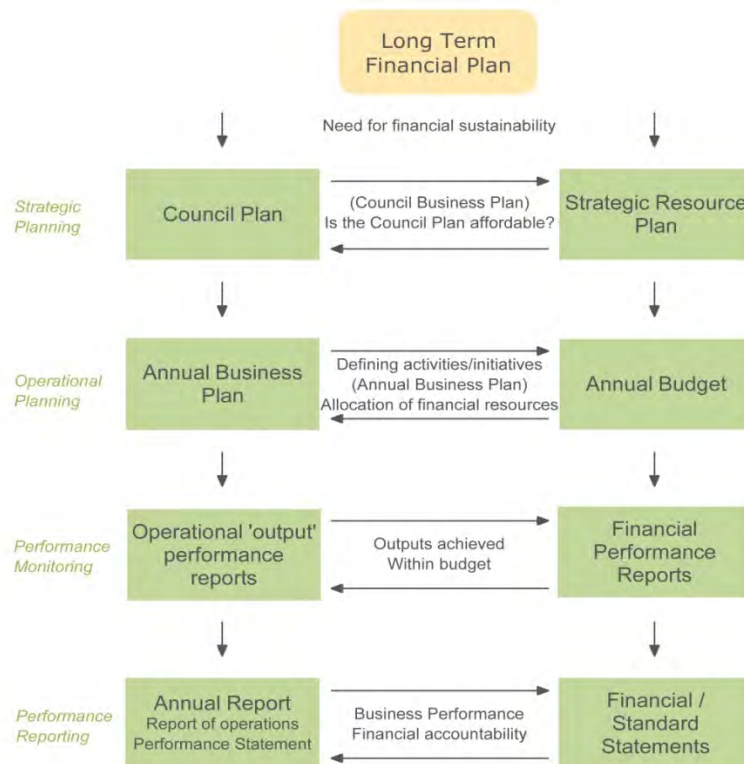 Long Term
Financial Plan
Need for financial sustainability
Strategic
Planning
Council Plan
(Council Business Plan)
Is the Council Plan affordable?
Strategic Resource
Plan
Operational
Planning
Annual Business
Plan
Defining activities/initiatives
(Annual Business Plan)
Allocation of financial resources
Annual Budget
Performance
Monitoring
Operational 'output'
performance
reports
Outputs achieved
Within budget
Financial
Performance
Reports
Performance
Reporting
Annual Report
Report of operations
Performance Statement
Business Performance
Financial accountability
Financial /
Standard
Statements